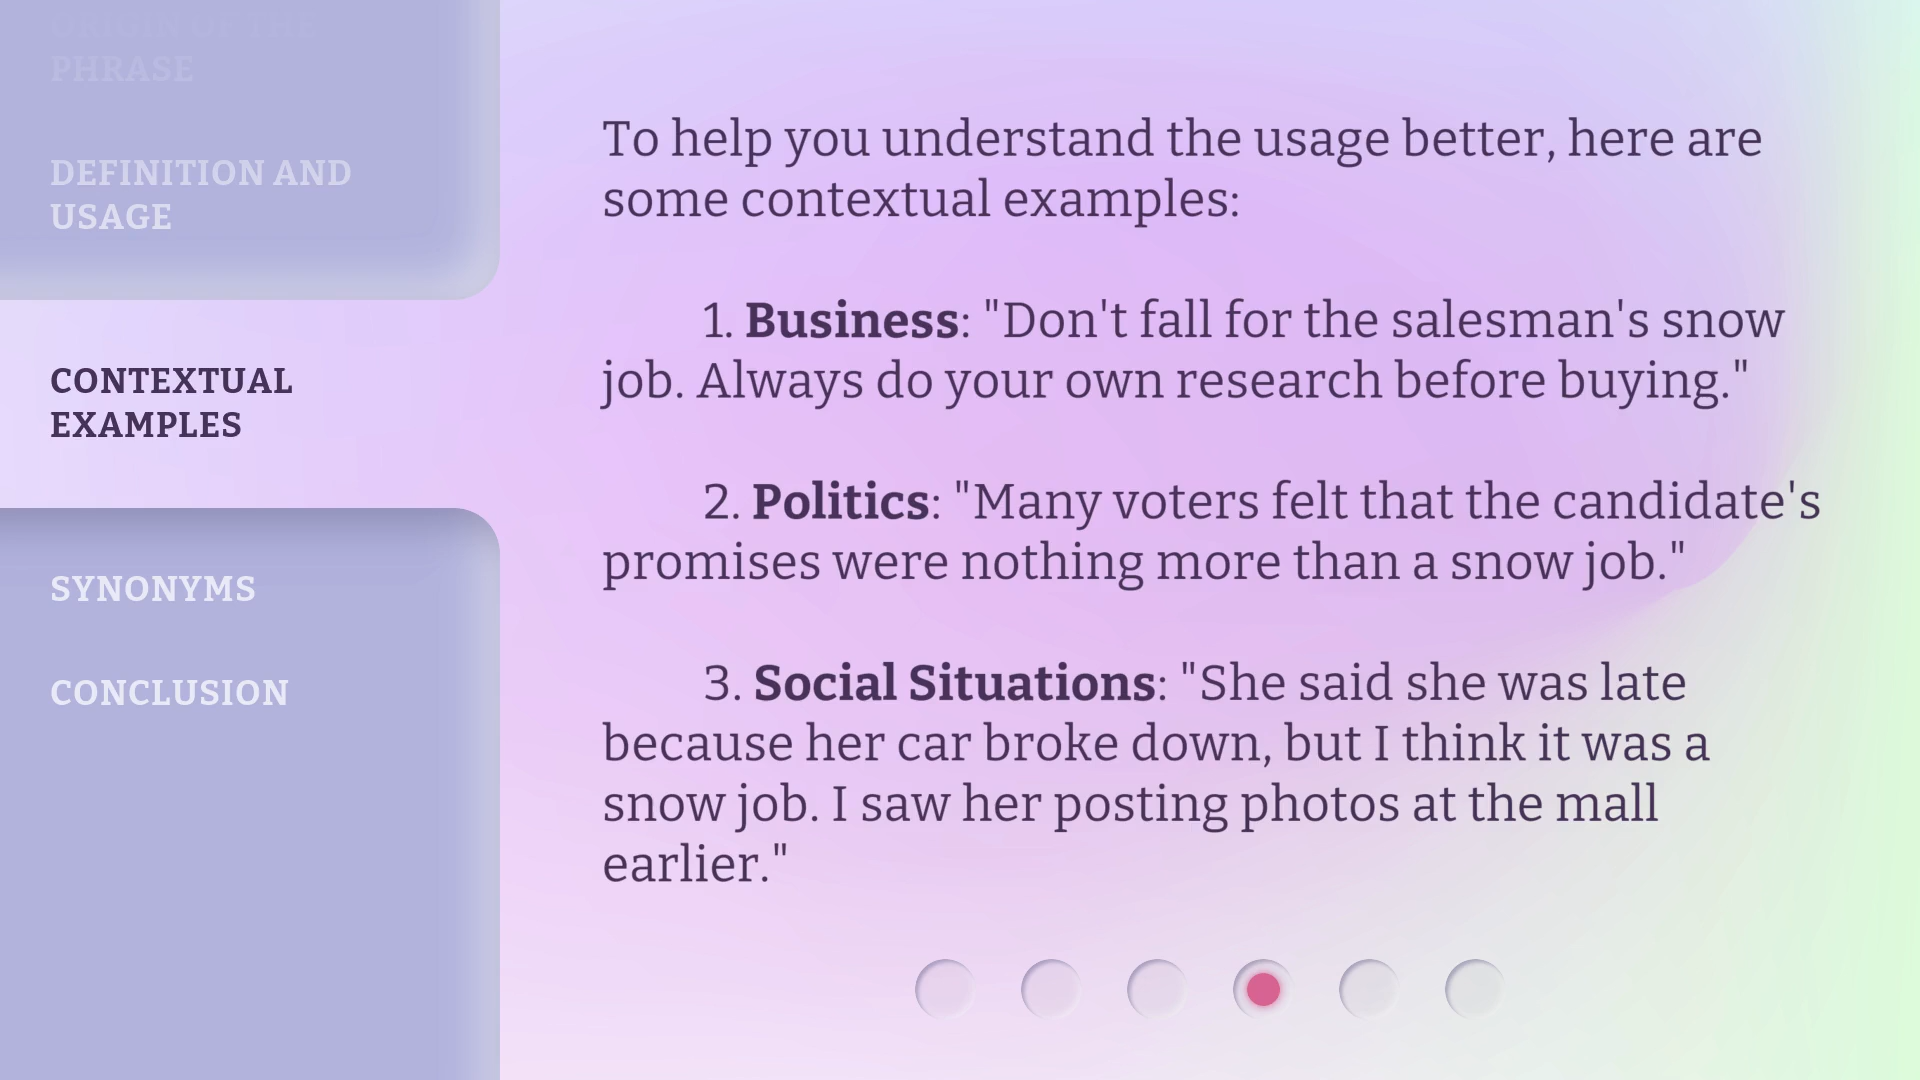 ORIGIN OF THE
PHRASE
DEFINITION AND
USAGE
CONTEXTUAL
EXAMPLES
SYNONYMS
CONCLUSION
To help you understand the usage better, here are
some contextual examples:
1. Business: "Don't fall for the salesman's snow
job. Always do your own research before buying."
2. Politics: "Many voters felt that the candidate's
promises were nothing more than a snow job."
3. Social Situations: "She said she was late
because her car broke down, but I think it was a
snow job. I saw her posting photos at the mall
earlier."